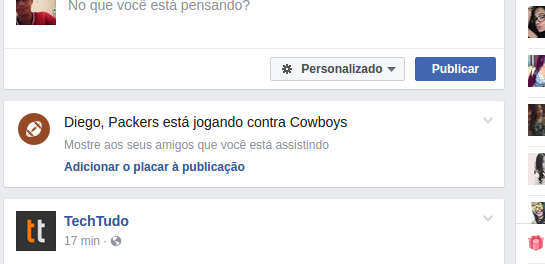 No que você está pensando?
Personalizado
Publicar
Diego, Packers está jogando contra Cowboys
Mostre aos seus amigos que você está assistindo
Adicionar o placar à publicação
tt
TechTudo
17 min ·